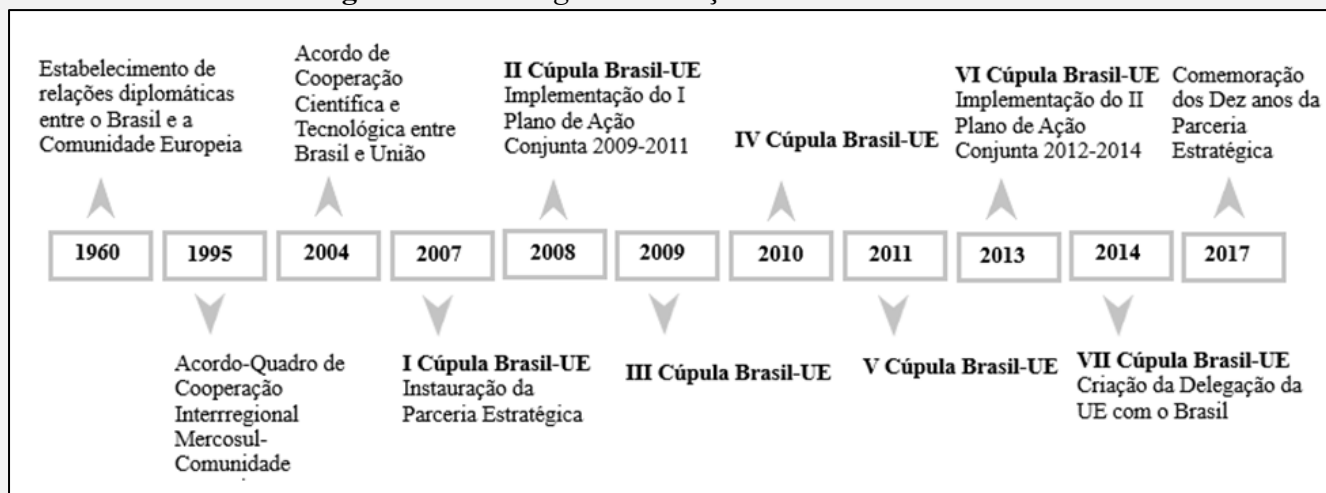 Estabelecimento de
relações diplomáticas
entre o Brasil e a
Comunidade Europeia
Acordo de
Cooperação
Científica e
Tecnológica entre
Brasil e União
II Cúpula Brasil-UE
Implementação do I
Plano de Ação
Conjunta 2009-2011
IV Cúpula Brasil-UE
VI Cúpula Brasil-UE
Implementação do II
Plano de Ação
Conjunta 2012-2014
Comemoração
dos Dez anos da
Parceria
Estratégica
1960 1995 2004 2007 2008 2009 2010 2011 2013 2014 2017
Acordo-Quadro de
Cooperação
Interrregional
Mercosul-
Comunidade
I Cúpula Brasil-UE
Instauração da
Parceria Estratégica
III Cúpula Brasil-UE
V Cúpula Brasil-UE
VII Cúpula Brasil-UE
Criação da Delegação da
UE com o Brasil